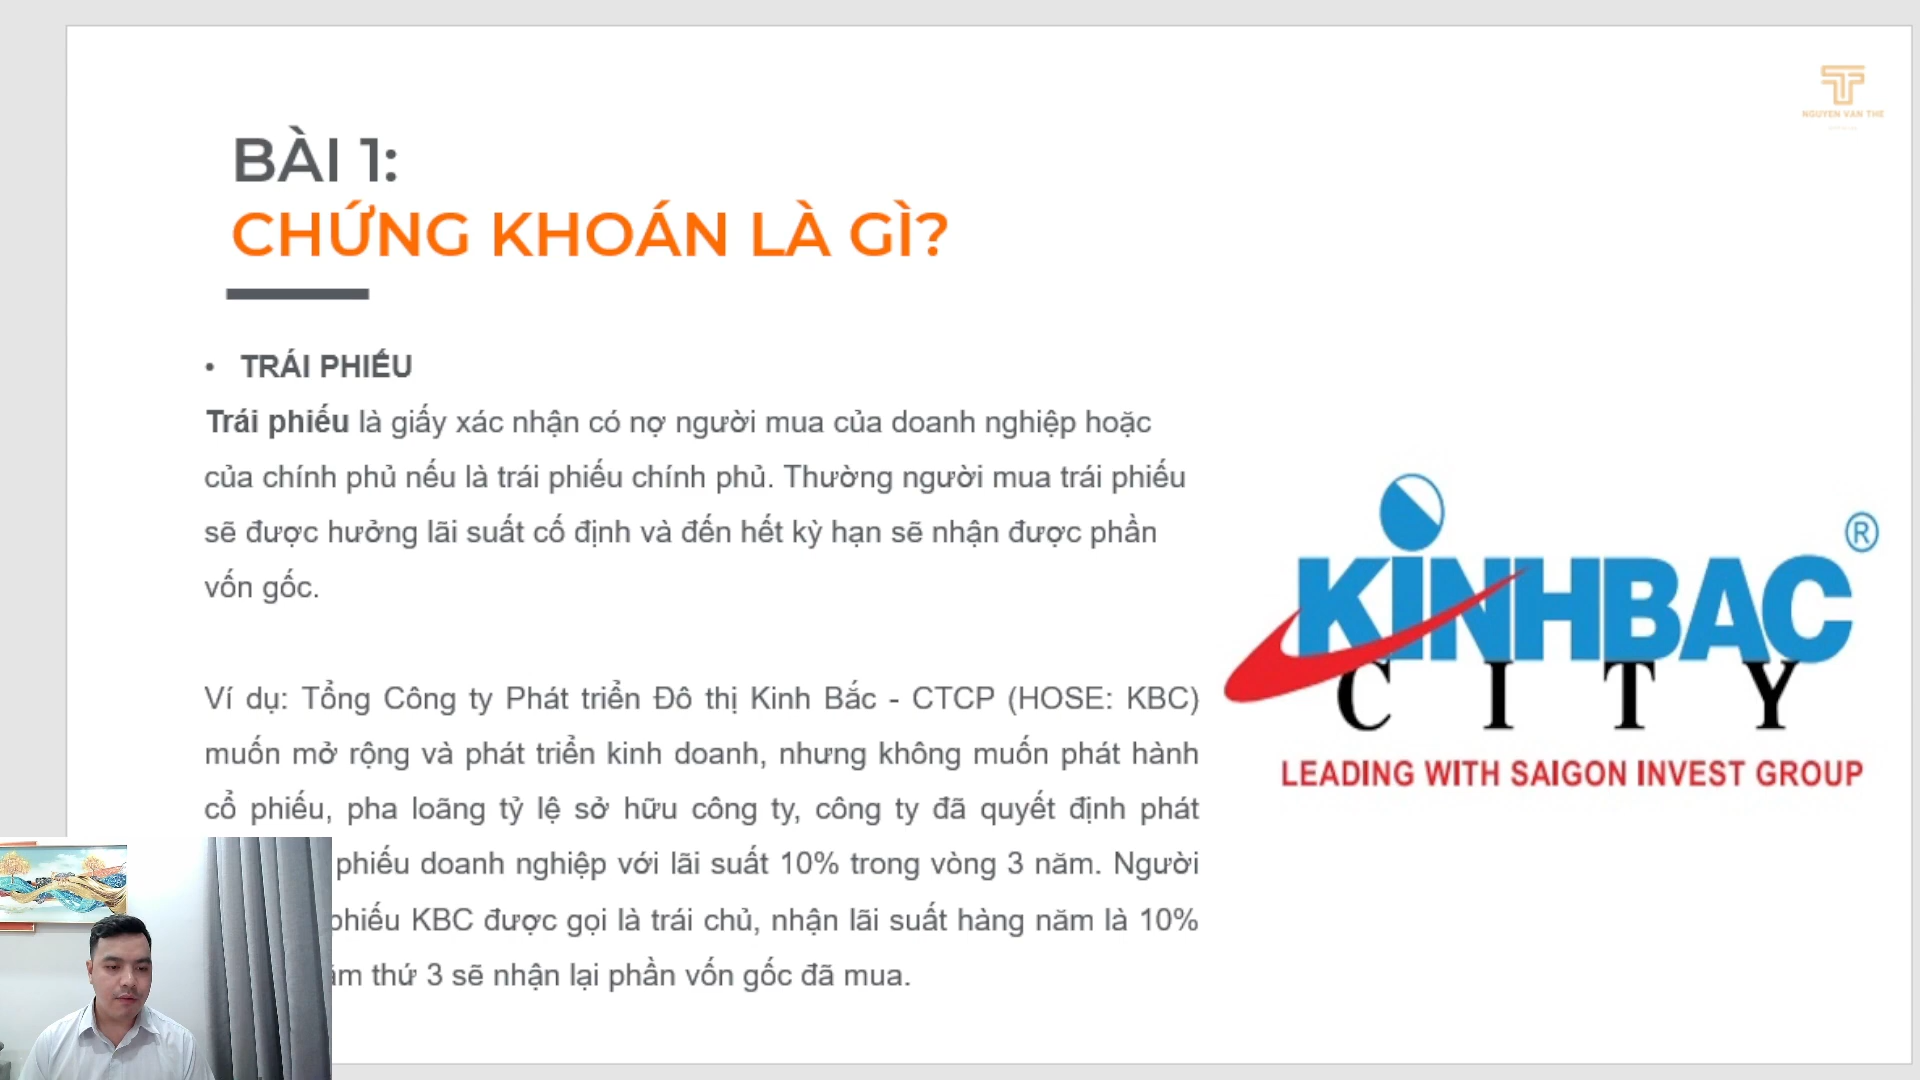 NGUYEN VAN THE
BÀI 1:
CHỨNG KHOÁN LÀ GÌ?
• TRÁI PHIẾU
Trái phiếu là giấy xác nhận có nợ người mua của doanh nghiệp hoặc
của chính phủ nếu là trái phiếu chính phủ. Thường người mua trái phiếu
sẽ được hưởng lãi suất cố định và đến hết kỳ hạn sẽ nhận được phần
vốn gốc.
Ví dụ: Tổng Công ty Phát triển Đô thị Kinh Bắc - CTCP (HOSE: KBC)
muốn mở rộng và phát triển kinh doanh, nhưng không muốn phát hành
cổ phiếu, pha loãng tỷ lệ sở hữu công ty, công ty đã quyết định phát
phiếu doanh nghiệp với lãi suất 10% trong vòng 3 năm. Người
phiếu KBC được gọi là trái chủ, nhận lãi suất hàng năm là 10%
thứ 3 sẽ nhận lại phần vốn gốc đã mua.
KINHBAC ®
CITY
LEADING WITH SAIGON INVEST GROUP